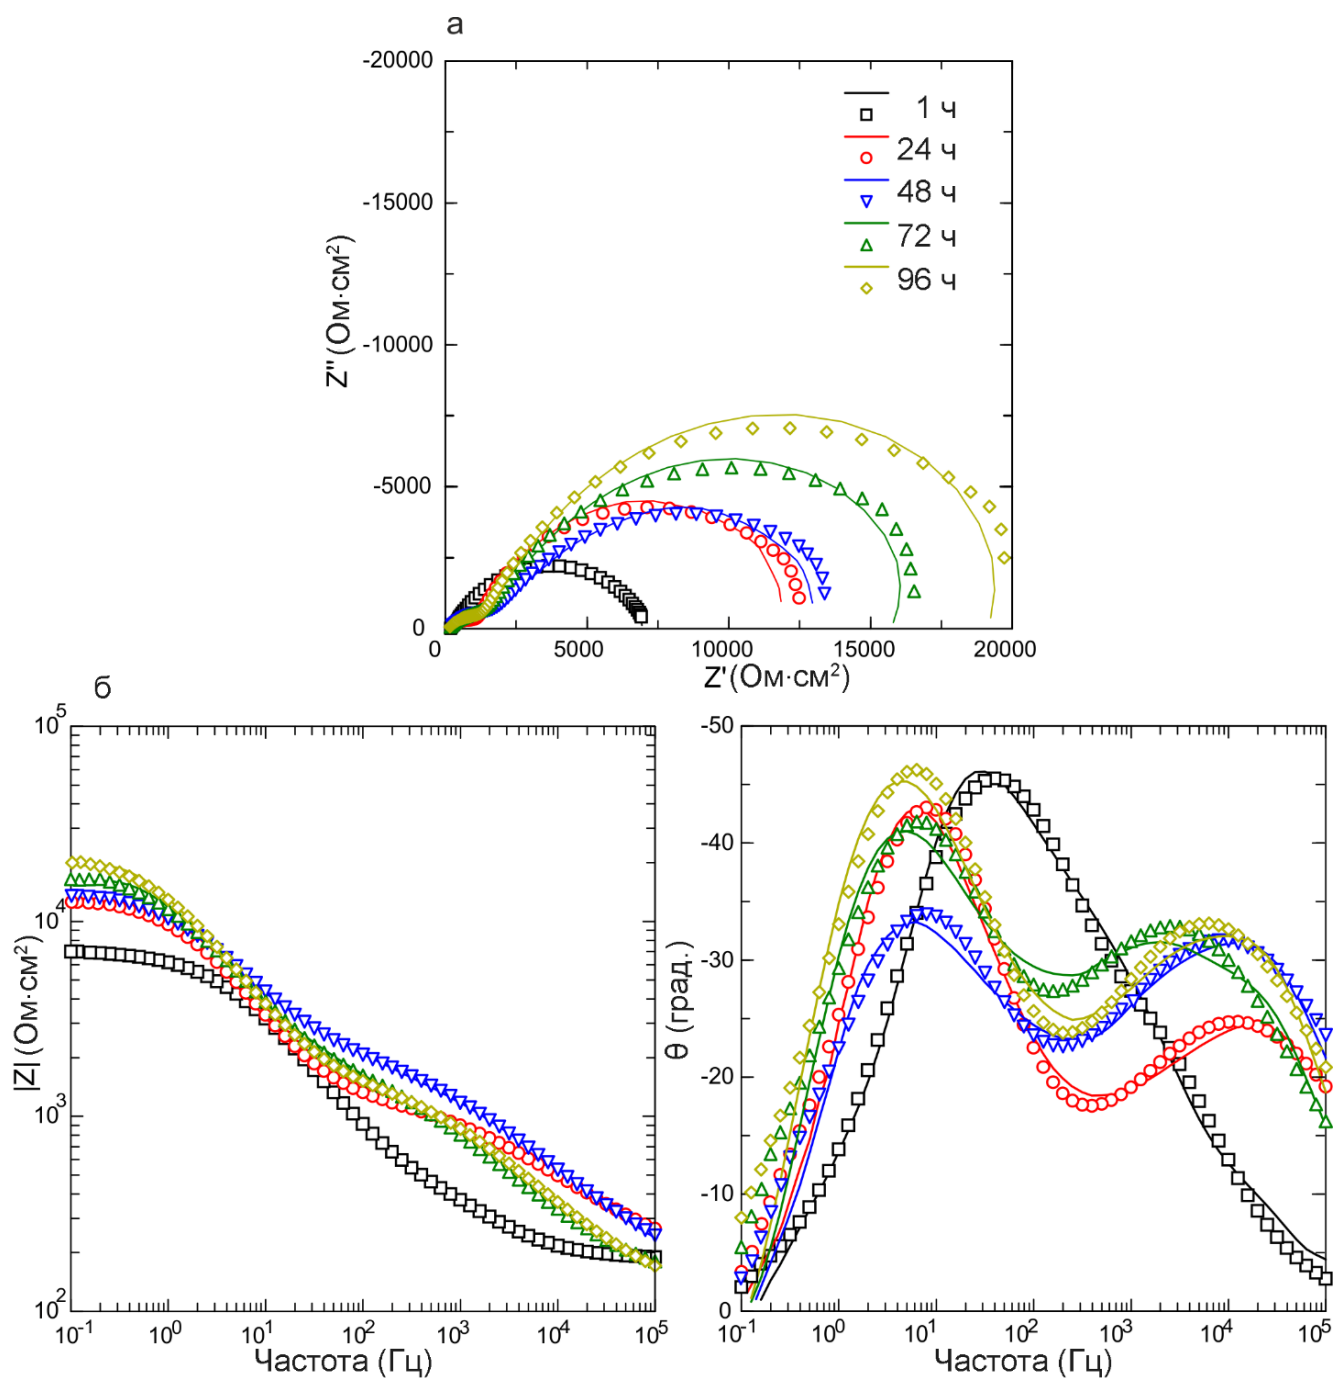 а
-20000
-15000
-10000
-5000
0
Z" (Ом·см²)
1 ч
24 ч
48 ч
72 ч
96 ч
0 5000 10000 15000 20000
Z' (Ом·см²)
б
10⁵
10⁴
10³
10²
|Z| (Ом·см²)
10⁻¹ 10⁰ 10¹ 10² 10³ 10⁴ 10⁵
Частота (Гц)
-50
-40
-30
-20
-10
0
θ (град.)
10⁻¹ 10⁰ 10¹ 10² 10³ 10⁴ 10⁵
Частота (Гц)